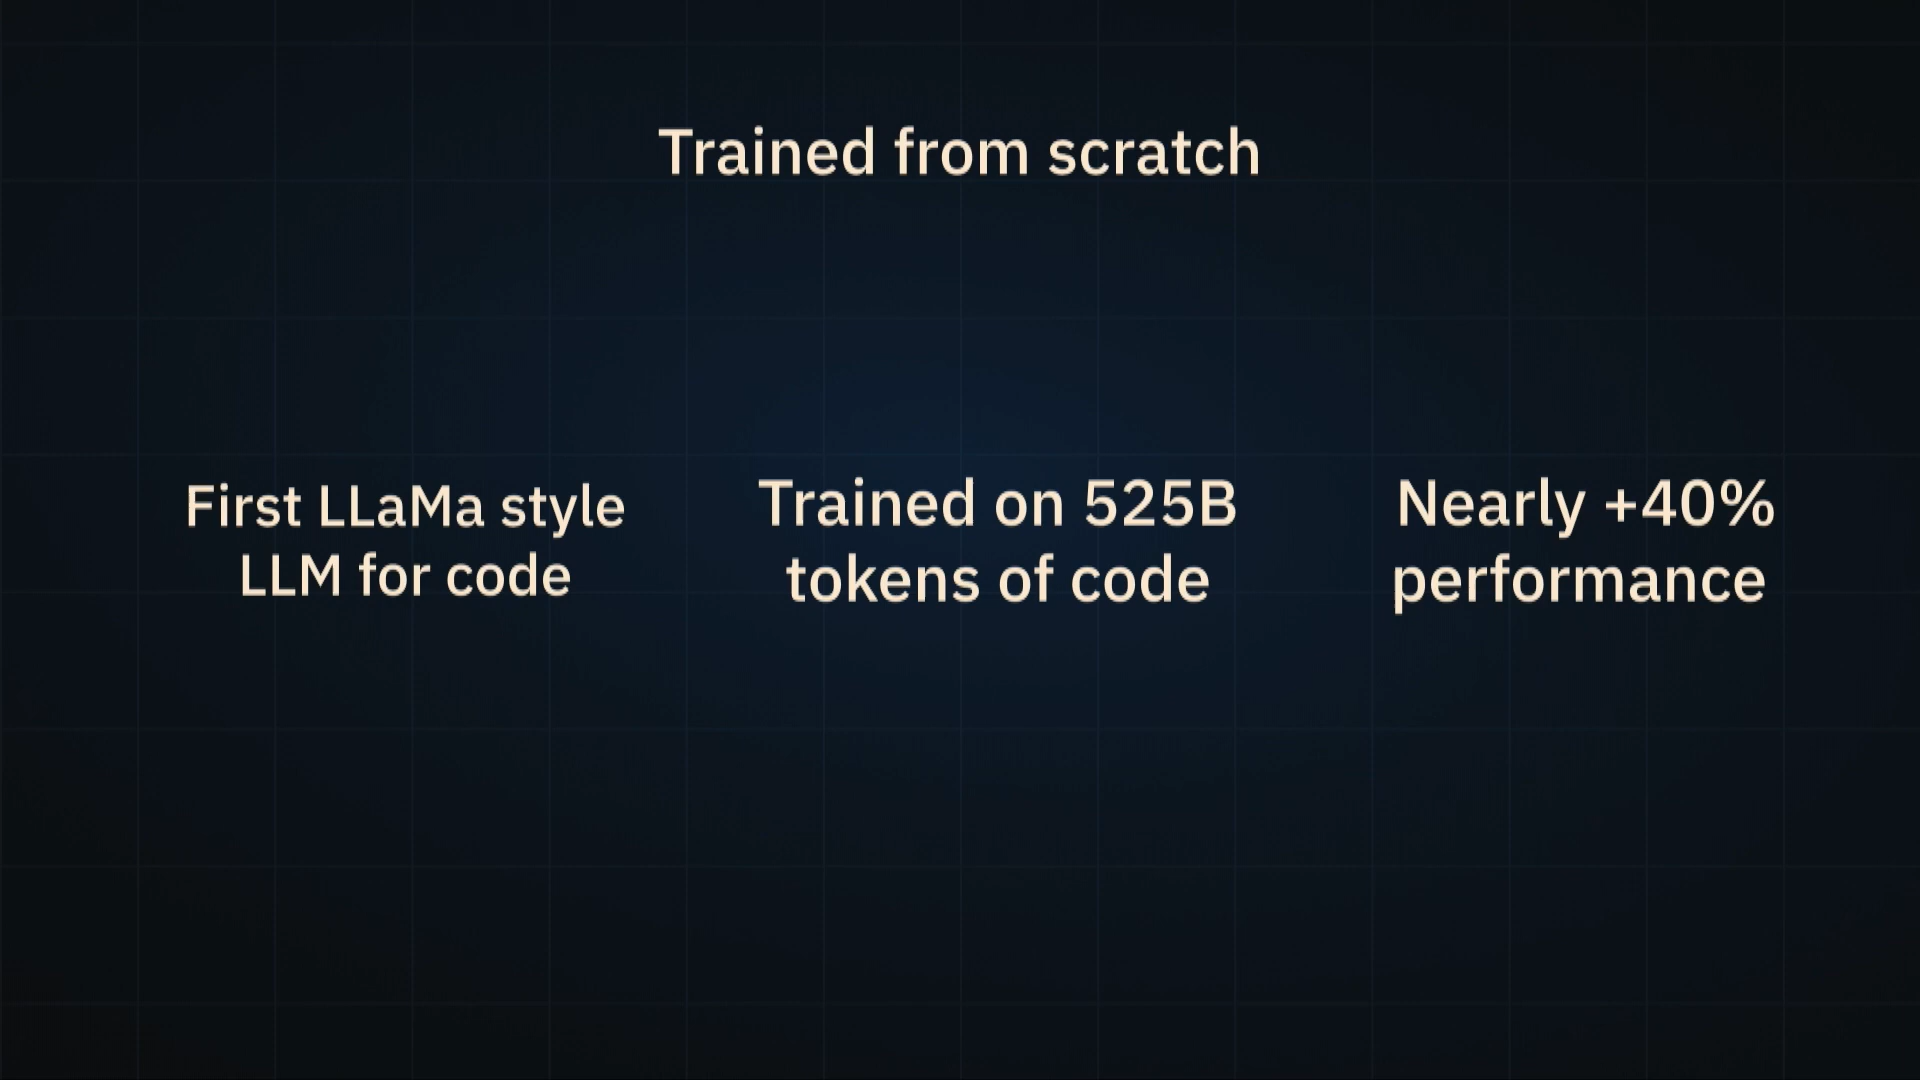 Trained from scratch
First LLaMa style
LLM for code
Trained on 525B
tokens of code
Nearly +40%
performance